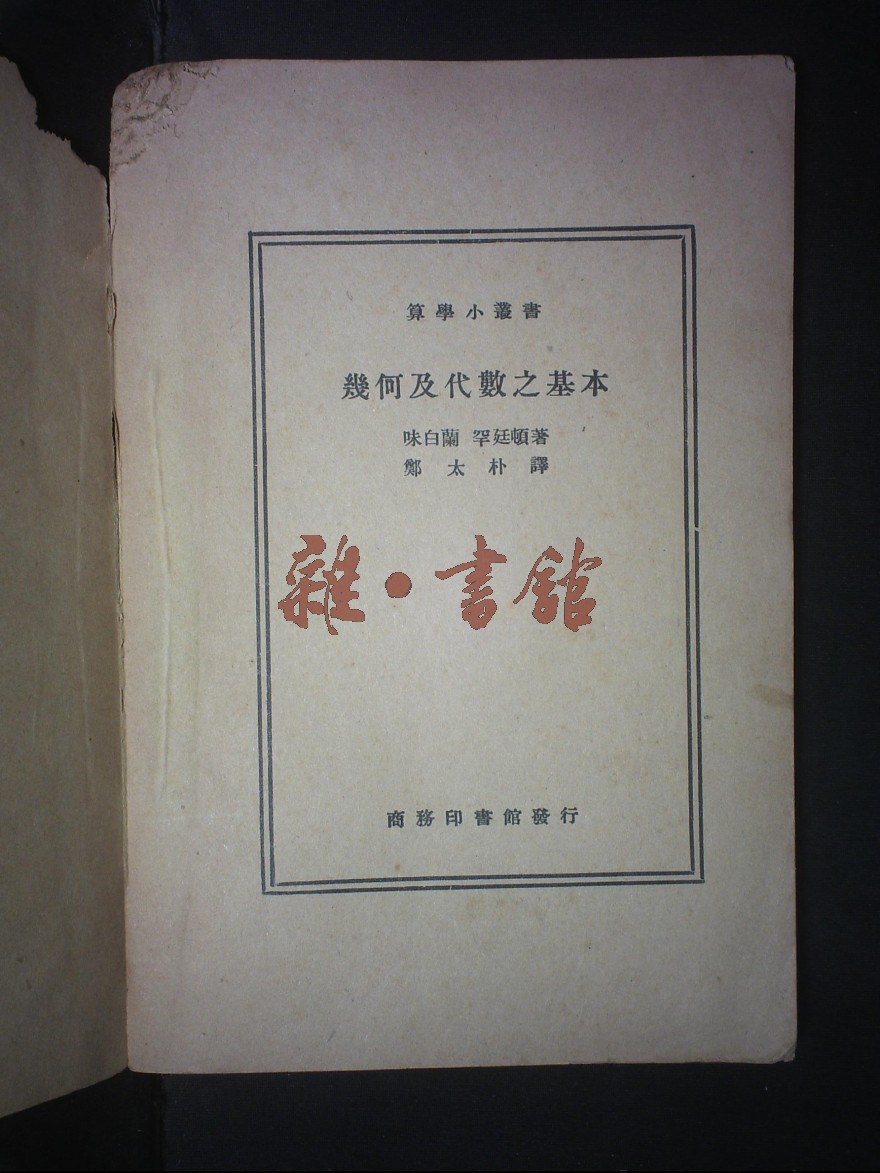 算學小叢書
幾何及代數之基本
味白蘭 罕廷頓著
鄭太朴譯
雜·書館
商務印書館發行